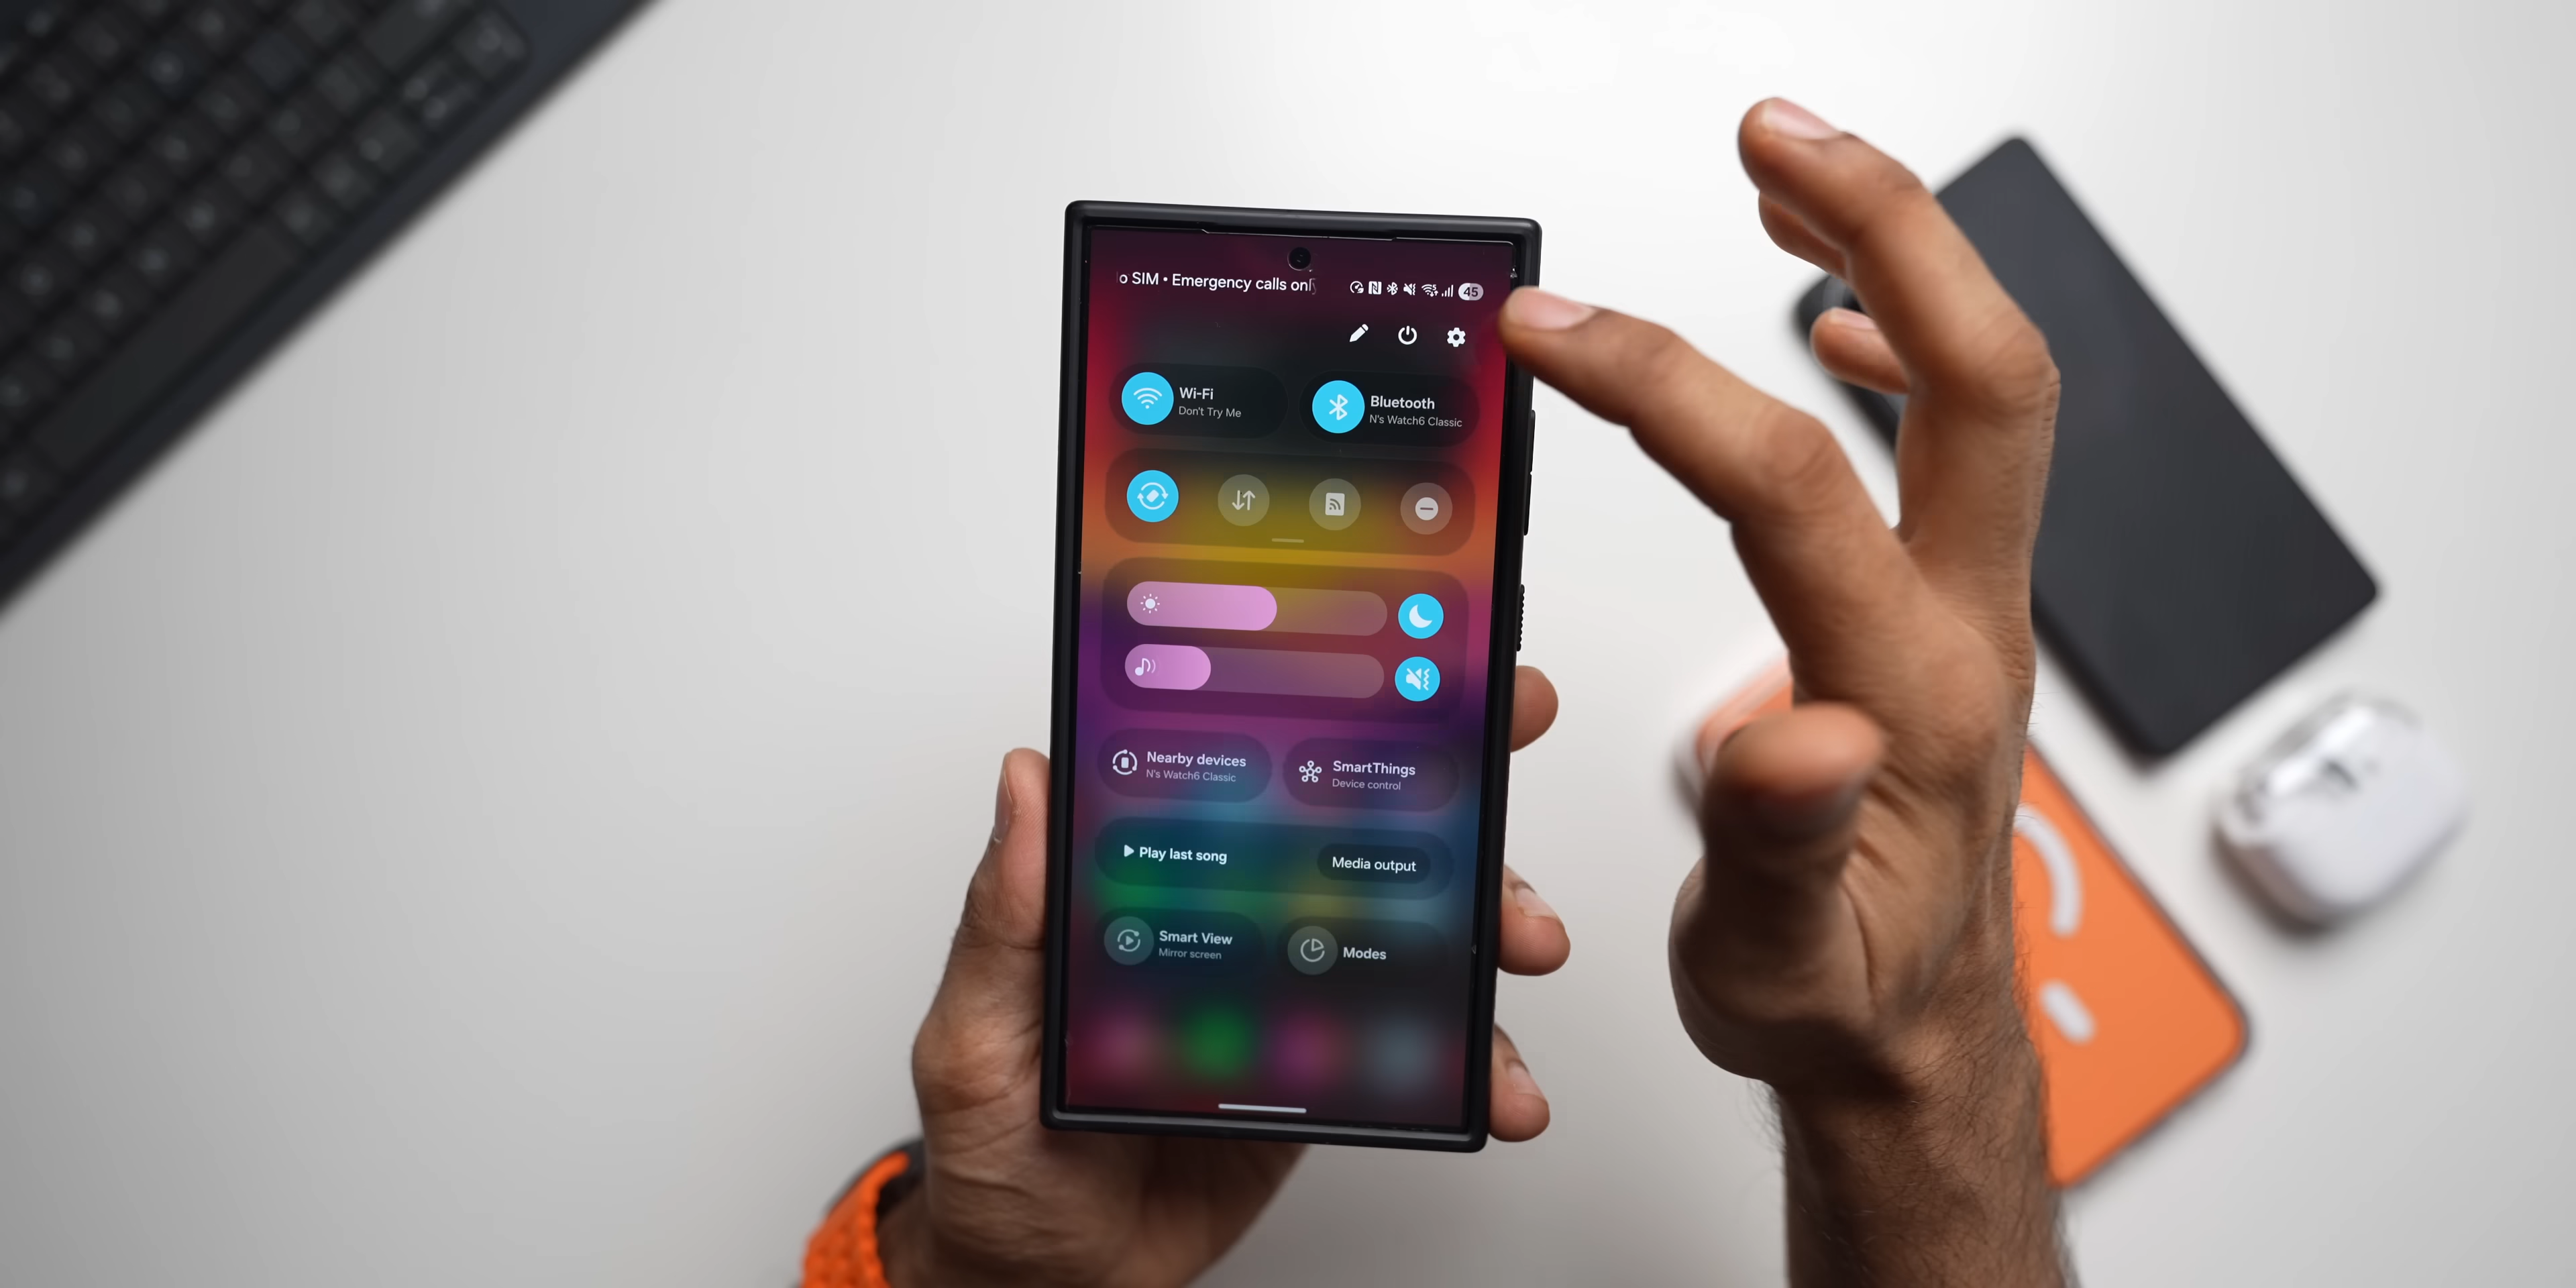 o SIM • Emergency calls only
45
Wi-Fi
Don't Try Me
Bluetooth
N's Watch6 Classic
Nearby devices
N's Watch6 Classic
SmartThings
Device control
Play last song
Media output
Smart View
Mirror screen
Modes